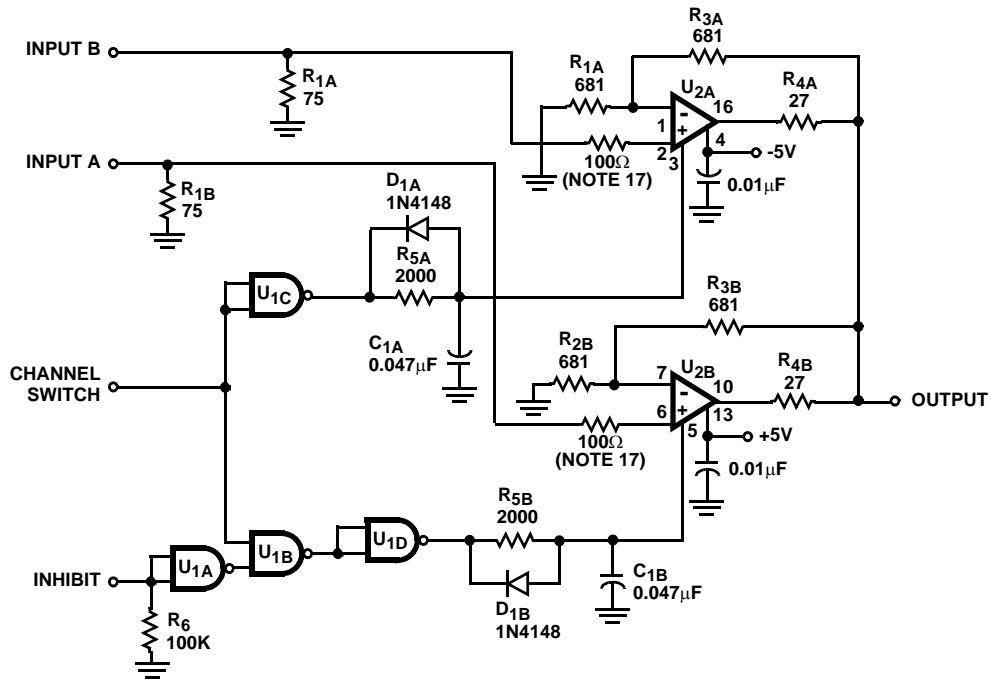 INPUT B
R1A
75
INPUT A
R1B
75
R3A
681
R1A
681
U2A
16
R4A
27
-
+
1
2
3
4
-5V
0.01µF
100Ω
(NOTE 17)
D1A
1N4148
R5A
2000
U1C
C1A
0.047µF
CHANNEL
SWITCH
R3B
681
R2B
681
U2B
R4B
27
7
10
-
+
6
13
5
OUTPUT
+5V
0.01µF
100Ω
(NOTE 17)
R5B
2000
U1D
U1B
U1A
INHIBIT
R6
100K
D1B
1N4148
C1B
0.047µF